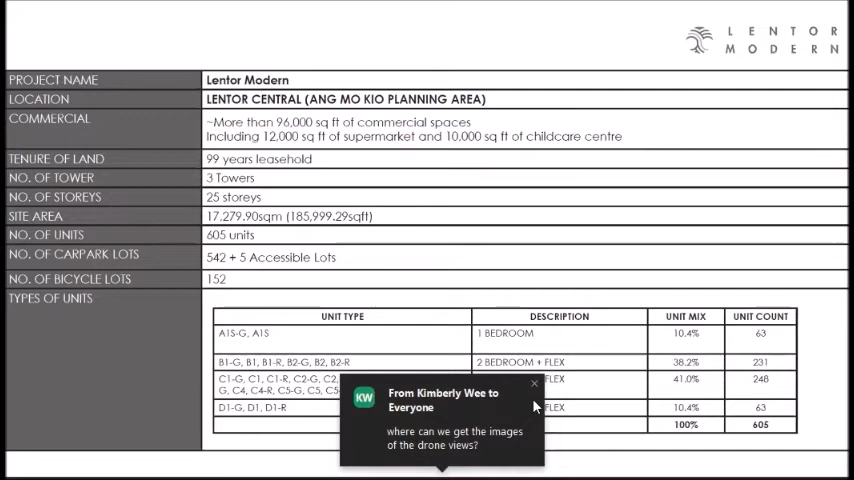 LENTOR
MODERN
PROJECT NAME Lentor Modern
LOCATION LENTOR CENTRAL (ANG MO KIO PLANNING AREA)
COMMERCIAL ~More than 96,000 sq ft of commercial spaces
Including 12,000 sq ft of supermarket and 10,000 sq ft of childcare centre
TENURE OF LAND 99 years leasehold
NO. OF TOWER 3 Towers
NO. OF STOREYS 25 storeys
SITE AREA 17,279.90sqm (185,999.29sqft)
NO. OF UNITS 605 units
NO. OF CARPARK LOTS 542 + 5 Accessible Lots
NO. OF BICYCLE LOTS 152
TYPES OF UNITS
UNIT TYPE DESCRIPTION UNIT MIX UNIT COUNT
A1S-G, A1S 1 BEDROOM 10.4% 63
B1-G, B1, B1-R, B2-G, B2, B2-R 2 BEDROOM + FLEX 38.2% 231
C1-G, C1, C1-R, C2-G, C2, 41.0% 248
G, C4, C4-R, C5-G, C5, FLEX
D1-G, D1, D1-R FLEX 10.4% 63
100% 605
KW From Kimberly Wee to
Everyone
where can we get the images
of the drone views?